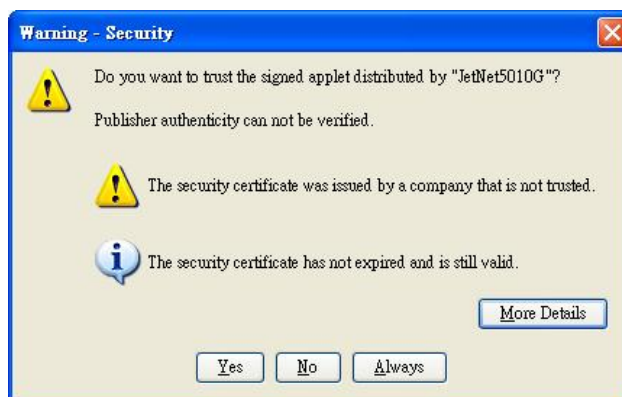 Warning - Security
Do you want to trust the signed applet distributed by "JetNet5010G"?
Publisher authenticity can not be verified.
The security certificate was issued by a company that is not trusted.
The security certificate has not expired and is still valid.
More Details
Yes
No
Always